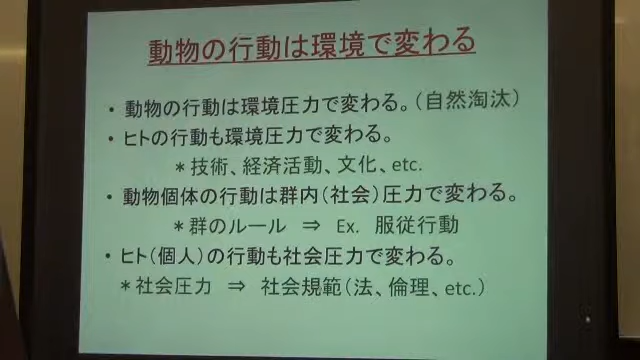 動物の行動は環境で変わる
・ 動物の行動は環境圧力で変わる。（自然淘汰）
・ ヒトの行動も環境圧力で変わる。
＊技術、経済活動、文化、etc.
・ 動物個体の行動は群内（社会）圧力で変わる。
＊群のルール ⇒ Ex. 服従行動
・ ヒト（個人）の行動も社会圧力で変わる。
＊社会圧力 ⇒ 社会規範（法、倫理、etc.）